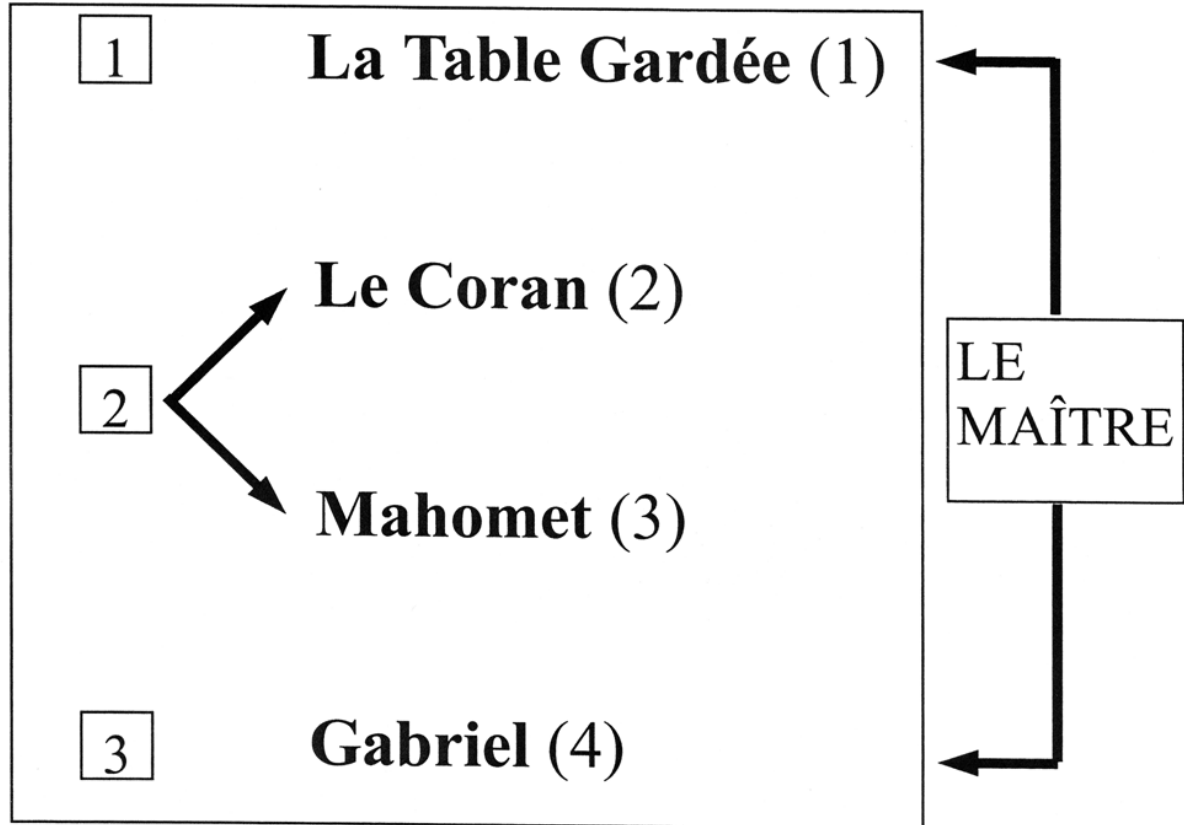 1 La Table Gardée (1)
Le Coran (2)
2
Mahomet (3)
3 Gabriel (4)
LE
MAÎTRE